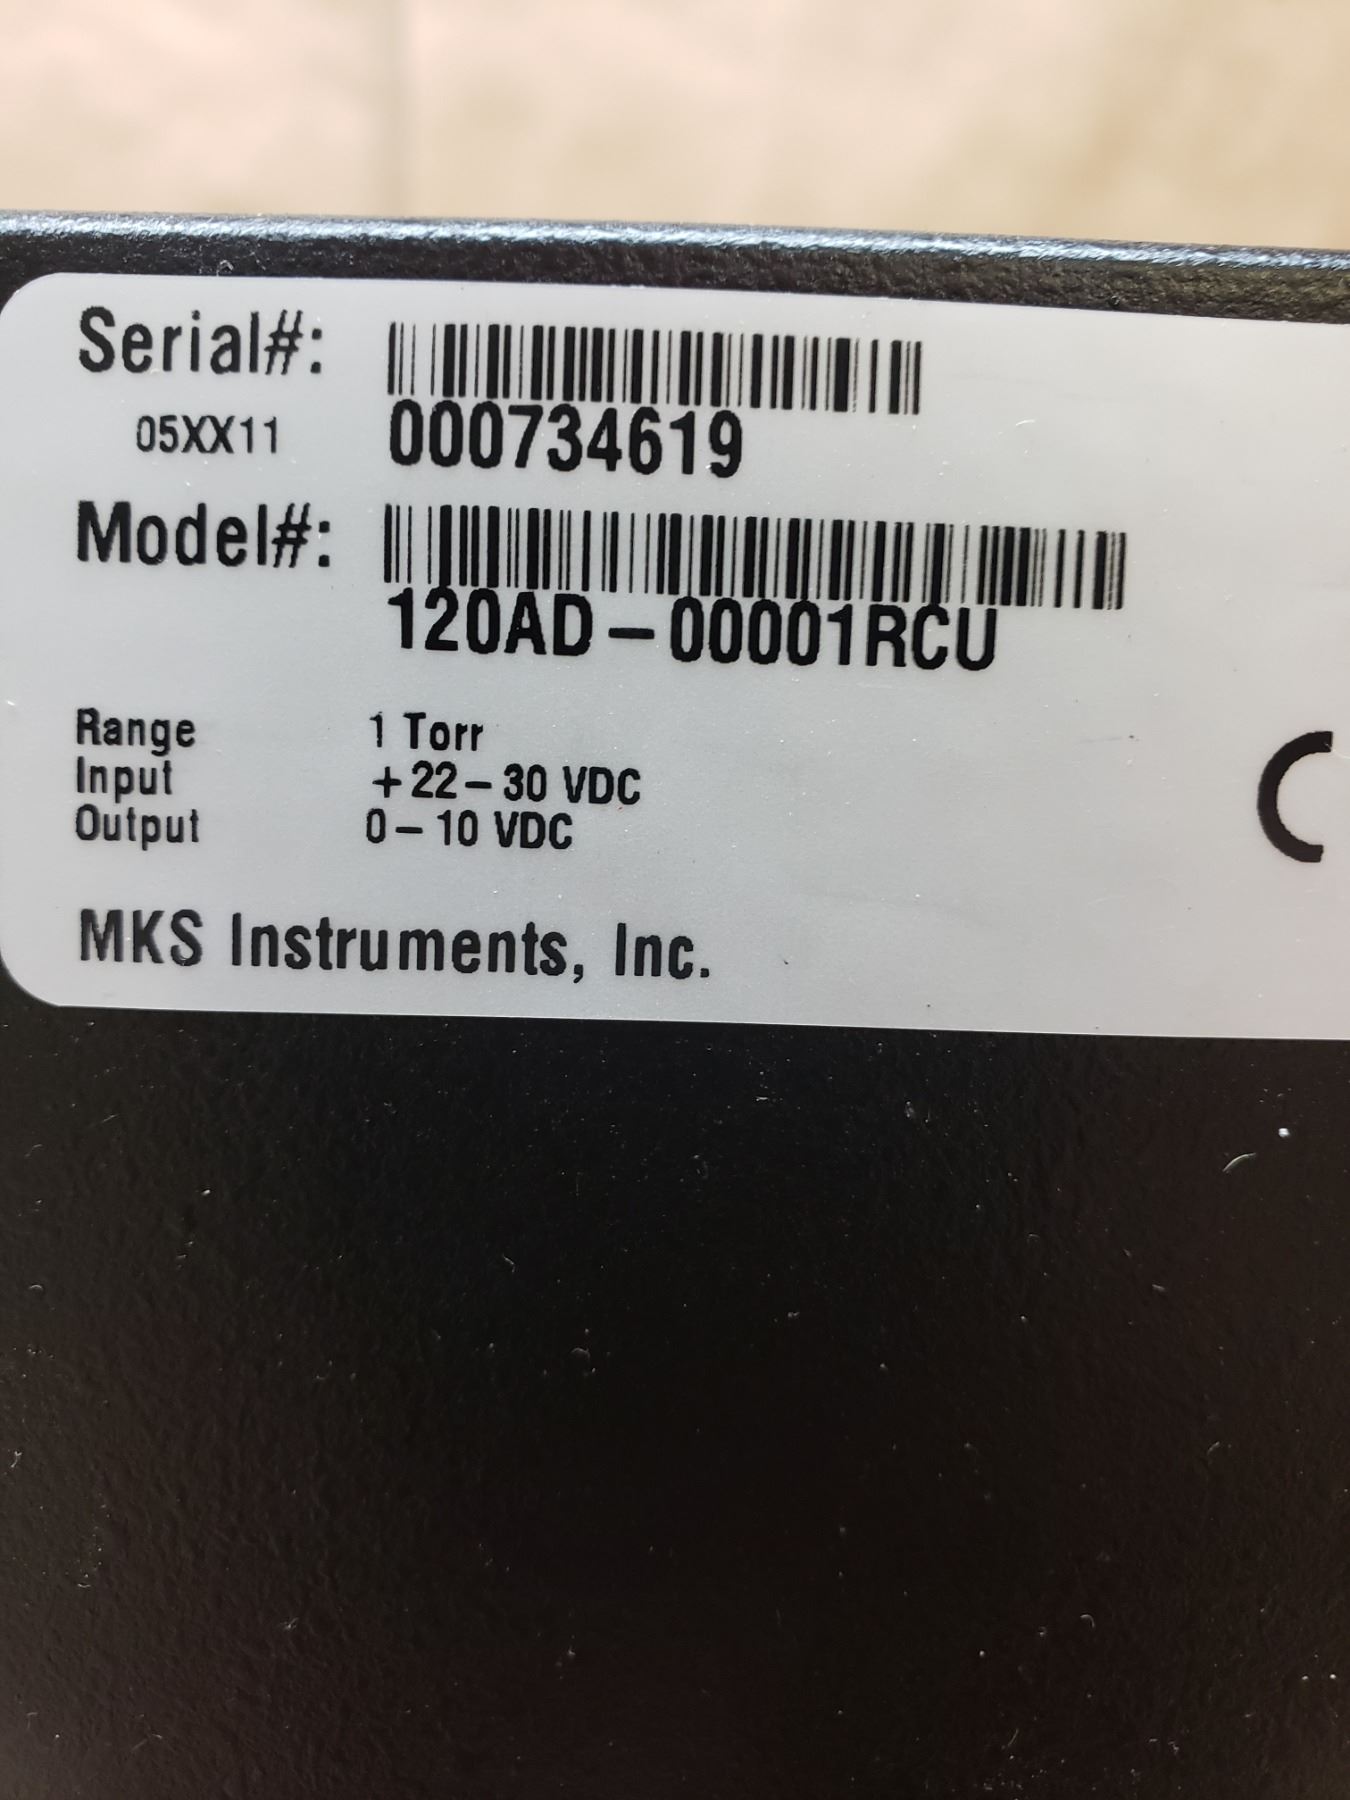 Serial#:
05XX11
000734619
Model#:
120AD-00001RCU
Range 1 Torr
Input +22-30 VDC
Output 0-10 VDC
MKS Instruments, Inc.